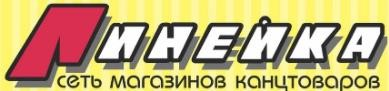 ЛИНЕЙКА
сеть магазинов канцтоваров